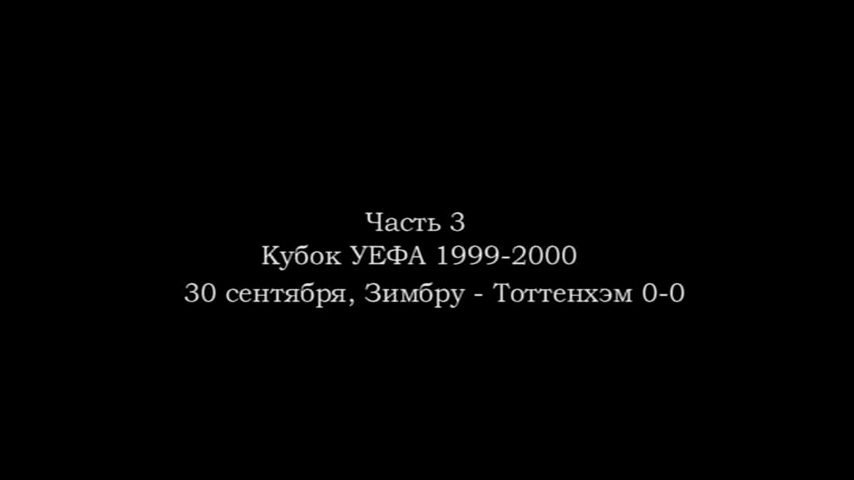 Часть 3
Кубок УЕФА 1999-2000
30 сентября, Зимбру - Тоттенхэм 0-0